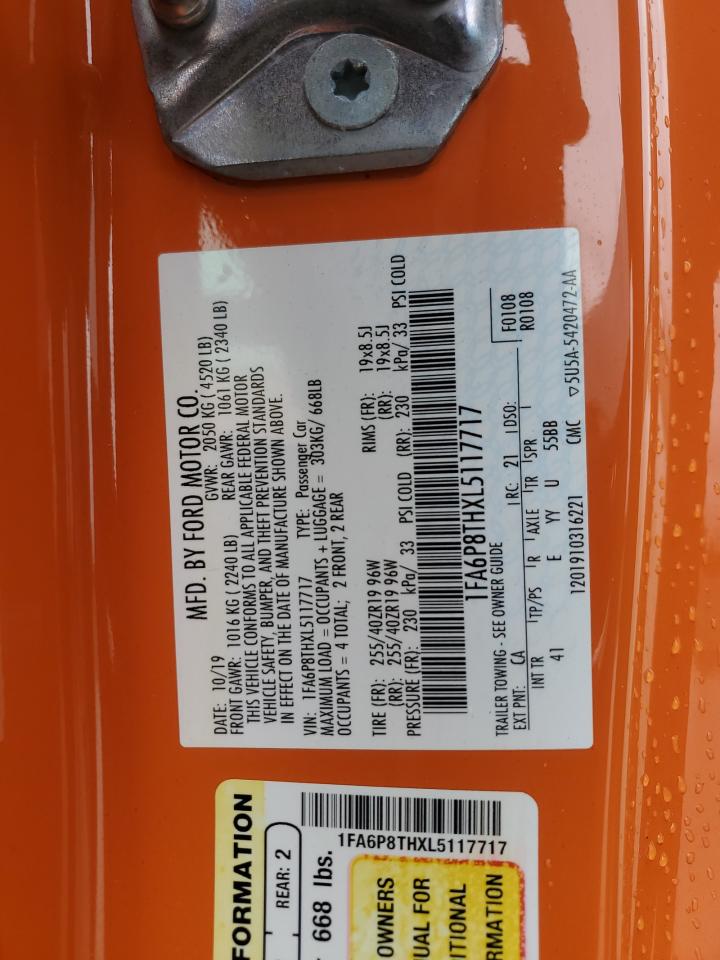 MFD. BY FORD MOTOR CO.
DATE: 10/19 GVWR: 2050 KG ( 4520 LB)
FRONT GAWR: 1016 KG ( 2240 LB) REAR GAWR: 1061 KG ( 2340 LB)
THIS VEHICLE CONFORMS TO ALL APPLICABLE FEDERAL MOTOR
VEHICLE SAFETY, BUMPER, AND THEFT PREVENTION STANDARDS
IN EFFECT ON THE DATE OF MANUFACTURE SHOWN ABOVE.
VIN: 1FA6P8THXL5117717 TYPE: Passenger Car
MAXIMUM LOAD = OCCUPANTS + LUGGAGE = 303KG/ 668LB
OCCUPANTS = 4 TOTAL; 2 FRONT, 2 REAR
TIRE (FR): 255/40ZR19 96W RIMS (FR): 19x8.5J
(RR): 255/40ZR19 96W (RR): 19x8.5J
PRESSURE (FR): 230 kPa/ 33 PSI COLD (RR): 230 kPa/ 33 PSI COLD
1FA6P8THXL5117717
TRAILER TOWING - SEE OWNER GUIDE F0108
EXT PNT: CA RC: 21 DSO: R0108
INT TR TP/PS R AXLE TR SPR
41 E YY U 55BB
1201910316221 CMC ▽5U5A-5420472-AA
FORMATION
REAR: 2
668 lbs.
1FA6P8THXL5117717
OWNERS
UAL FOR
ITIONAL
RMATION